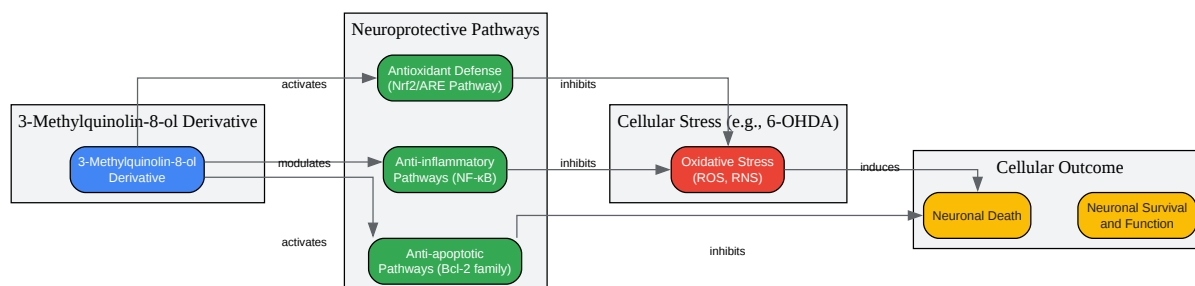 Neuroprotective Pathways
Antioxidant Defense
(Nrf2/ARE Pathway)
activates
inhibits
3-Methylquinolin-8-ol Derivative
Cellular Stress (e.g., 6-OHDA)
3-Methylquinolin-8-ol
Derivative
modulates
Anti-inflammatory
Pathways (NF-κB)
inhibits
Oxidative Stress
(ROS, RNS)
induces
Cellular Outcome
Neuronal Death
Neuronal Survival
and Function
activates
Anti-apoptotic
Pathways (Bcl-2 family)
inhibits